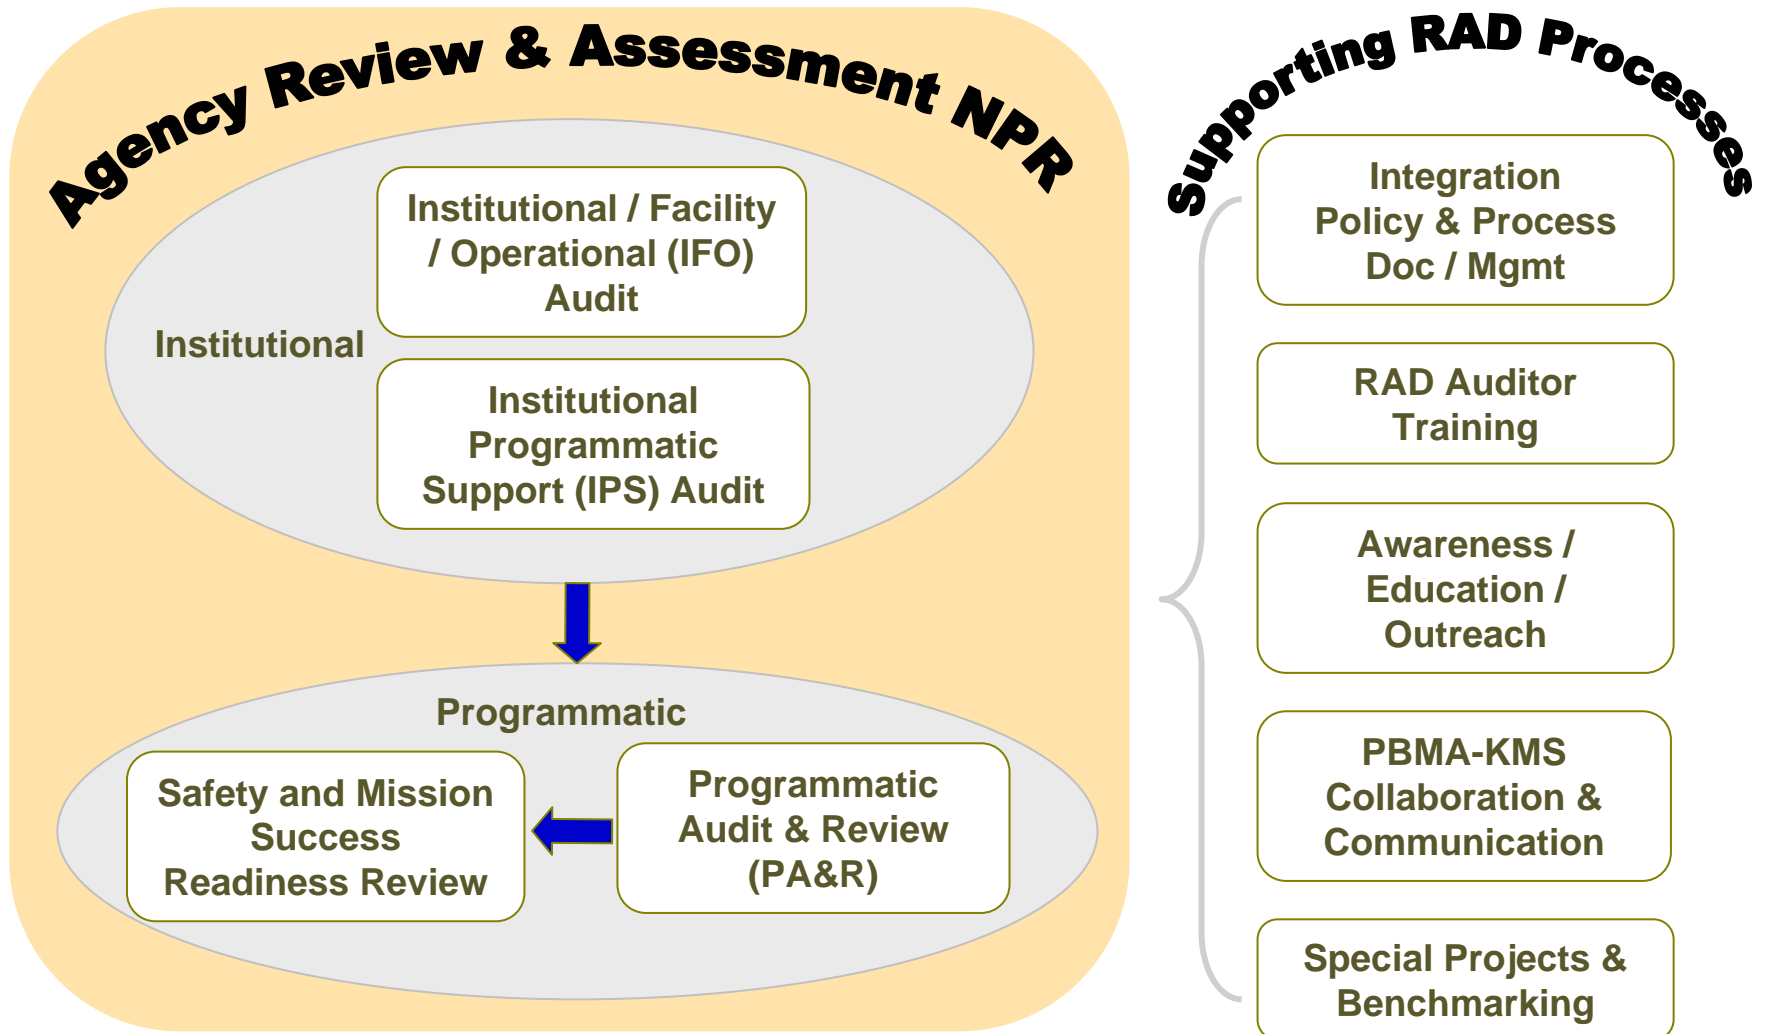 Agency Review & Assessment NPR
Institutional / Facility
/ Operational (IFO)
Audit
Institutional
Institutional
Programmatic
Support (IPS) Audit
Programmatic
Safety and Mission
Success
Readiness Review
Programmatic
Audit & Review
(PA&R)
Supporting RAD Processes
Integration
Policy & Process
Doc / Mgmt
RAD Auditor
Training
Awareness /
Education /
Outreach
PBMA-KMS
Collaboration &
Communication
Special Projects &
Benchmarking